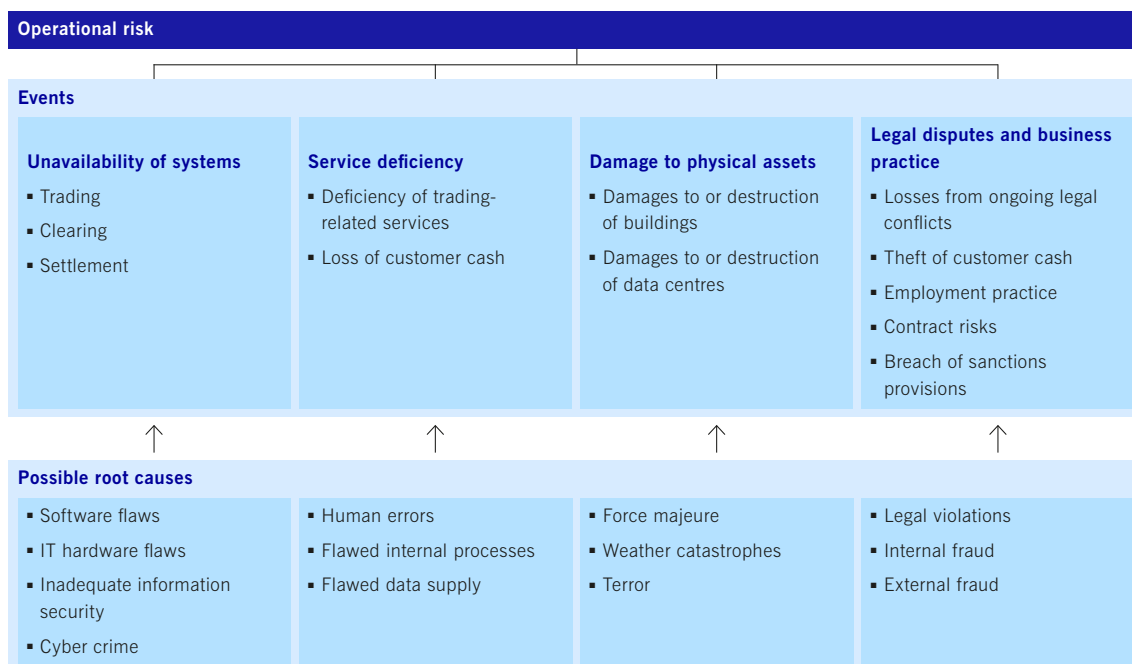 Operational risk
Events
Unavailability of systems
▪ Trading
▪ Clearing
▪ Settlement
Service deficiency
▪ Deficiency of trading-
related services
▪ Loss of customer cash
Damage to physical assets
▪ Damages to or destruction
of buildings
▪ Damages to or destruction
of data centres
Legal disputes and business
practice
▪ Losses from ongoing legal
conflicts
▪ Theft of customer cash
▪ Employment practice
▪ Contract risks
▪ Breach of sanctions
provisions
Possible root causes
▪ Software flaws
▪ IT hardware flaws
▪ Inadequate information
security
▪ Cyber crime
▪ Human errors
▪ Flawed internal processes
▪ Flawed data supply
▪ Force majeure
▪ Weather catastrophes
▪ Terror
▪ Legal violations
▪ Internal fraud
▪ External fraud